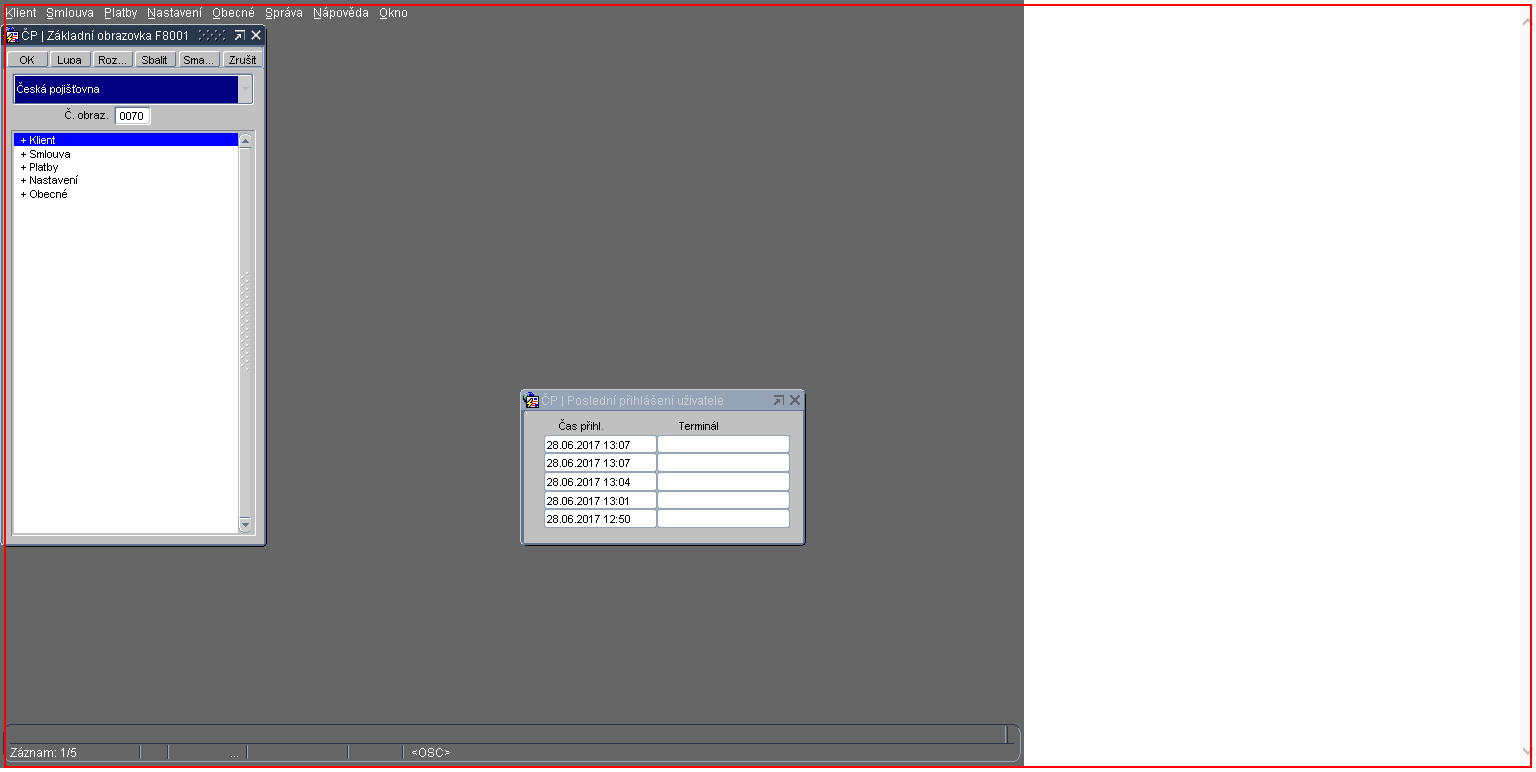 Klient Smlouva Platby Nastavení Obecné Správa Nápověda Okno
ČP | Základní obrazovka F8001
OK Lupa Roz... Sbalit Sma... Zrušit
Česká pojišťovna
Č. obraz. 0070
+ Klient
+ Smlouva
+ Platby
+ Nastavení
+ Obecné
ČP | Poslední přihlášení uživatele
Čas přihl. Terminál
28.06.2017 13:07
28.06.2017 13:07
28.06.2017 13:04
28.06.2017 13:01
28.06.2017 12:50
Záznam: 1/5 ... <OSC>